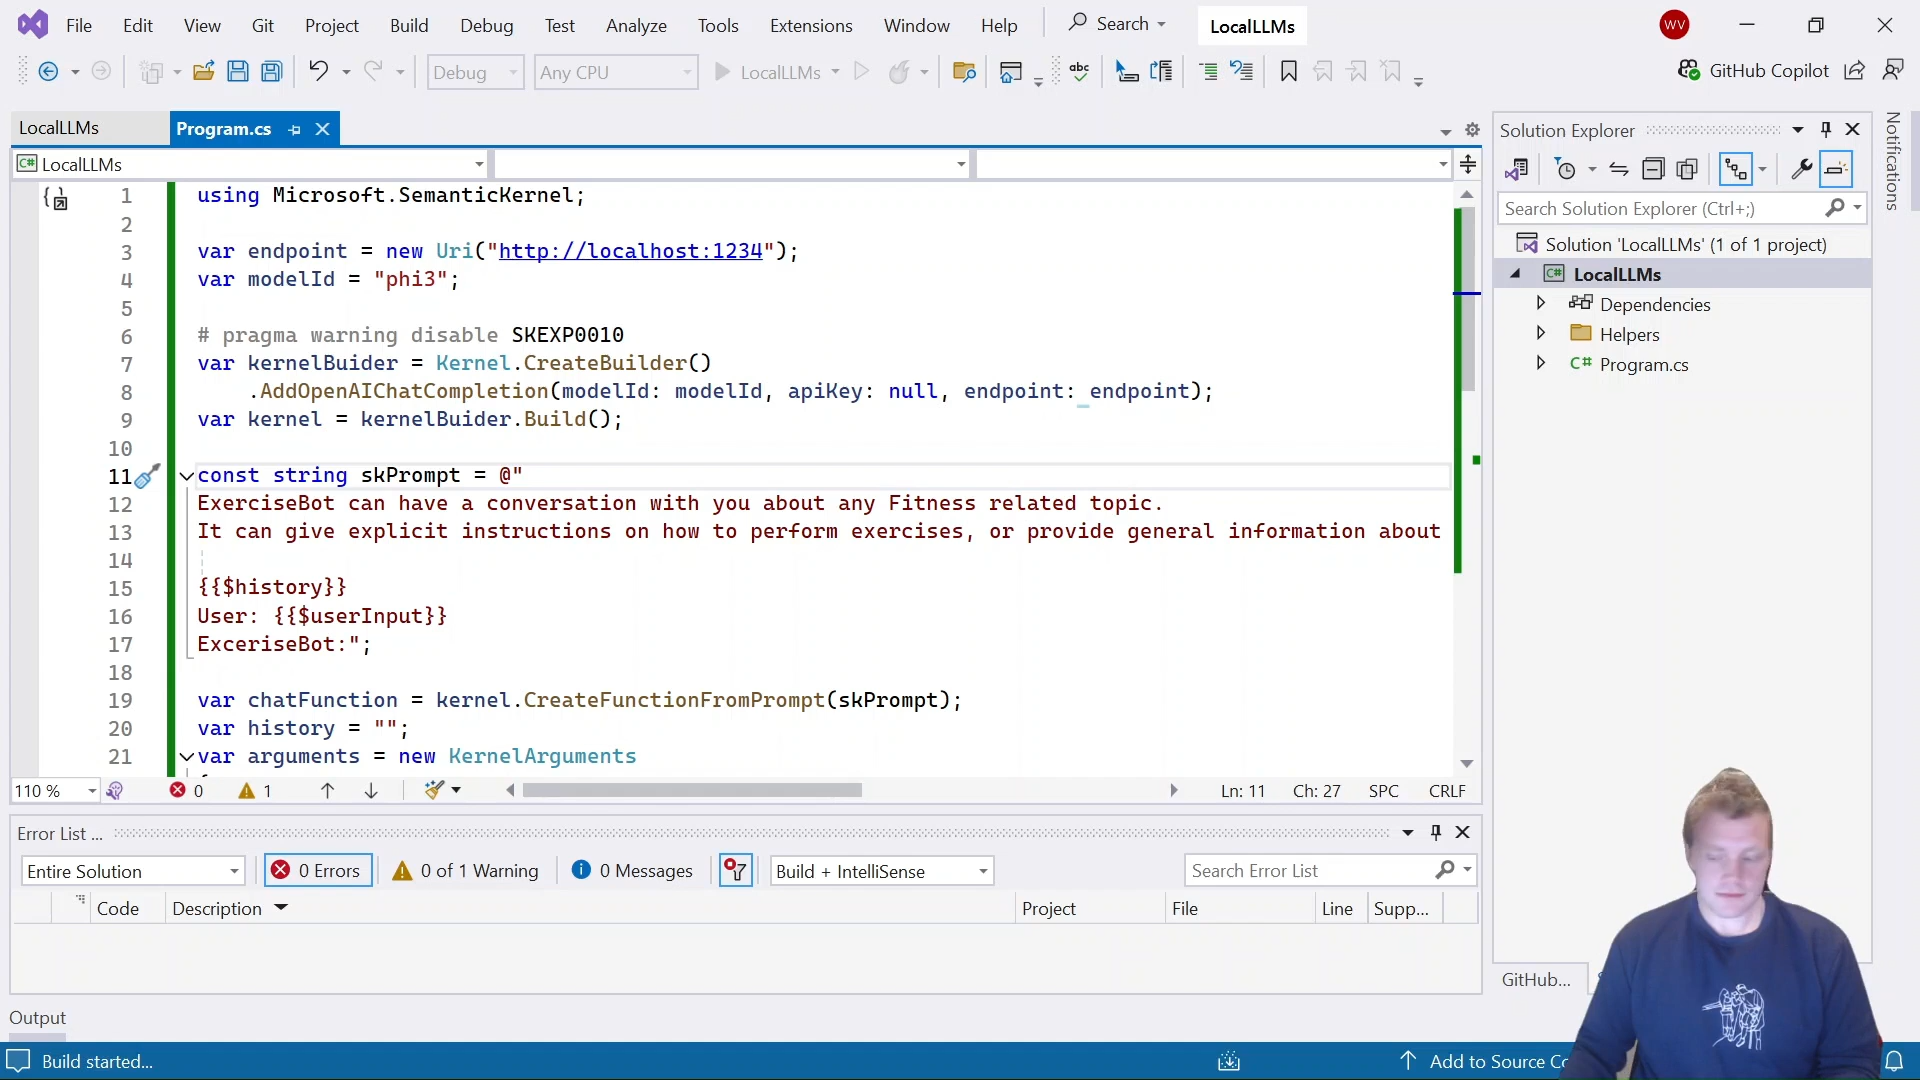 File Edit View Git Project Build Debug Test Analyze Tools Extensions Window Help Search LocalLLMs WV
Debug Any CPU LocalLLMs abc GitHub Copilot
LocalLLMs Program.cs
C# LocalLLMs
1 using Microsoft.SemanticKernel;
2
3 var endpoint = new Uri("http://localhost:1234");
4 var modelId = "phi3";
5
6 # pragma warning disable SKEXP0010
7 var kernelBuider = Kernel.CreateBuilder()
8 .AddOpenAIChatCompletion(modelId: modelId, apiKey: null, endpoint: endpoint);
9 var kernel = kernelBuider.Build();
10
11 const string skPrompt = @"
12 ExerciseBot can have a conversation with you about any Fitness related topic.
13 It can give explicit instructions on how to perform exercises, or provide general information about
14
15 {{$history}}
16 User: {{$userInput}}
17 ExceriseBot:";
18
19 var chatFunction = kernel.CreateFunctionFromPrompt(skPrompt);
20 var history = "";
21 var arguments = new KernelArguments
110 % 0 1 Ln: 11 Ch: 27 SPC CRLF
Error List ...
Entire Solution 0 Errors 0 of 1 Warning 0 Messages Build + IntelliSense Search Error List
Code Description Project File Line Supp...
Output
Build started... Add to Source
Solution Explorer
Search Solution Explorer (Ctrl+;)
Solution 'LocalLLMs' (1 of 1 project)
C# LocalLLMs
Dependencies
Helpers
C# Program.cs
GitHub...
Notifications